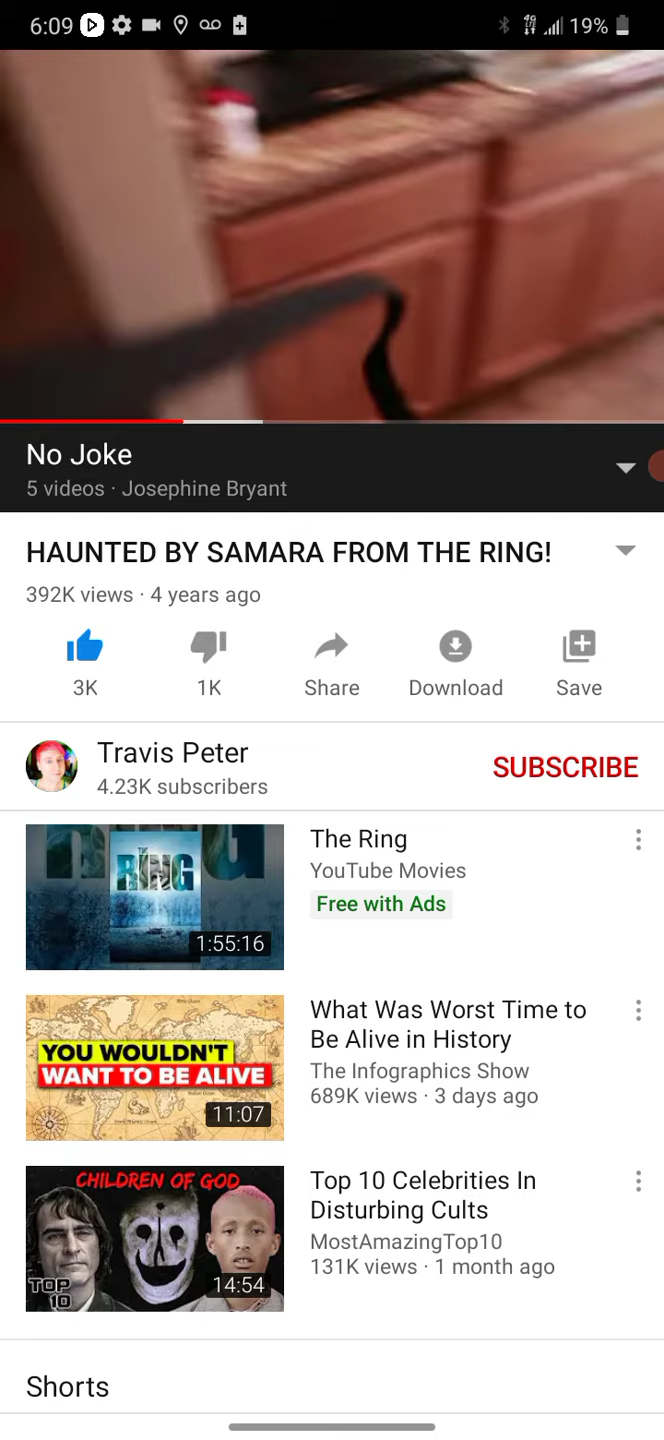 6:09
4G
LTE
19%
No Joke
5 videos · Josephine Bryant
HAUNTED BY SAMARA FROM THE RING!
392K views · 4 years ago
3K
1K
Share
Download
Save
Travis Peter
4.23K subscribers
SUBSCRIBE
THE
RING
1:55:16
The Ring
YouTube Movies
Free with Ads
YOU WOULDN'T
WANT TO BE ALIVE
11:07
What Was Worst Time to
Be Alive in History
The Infographics Show
689K views · 3 days ago
CHILDREN OF GOD
TOP
10
14:54
Top 10 Celebrities In
Disturbing Cults
MostAmazingTop10
131K views · 1 month ago
Shorts